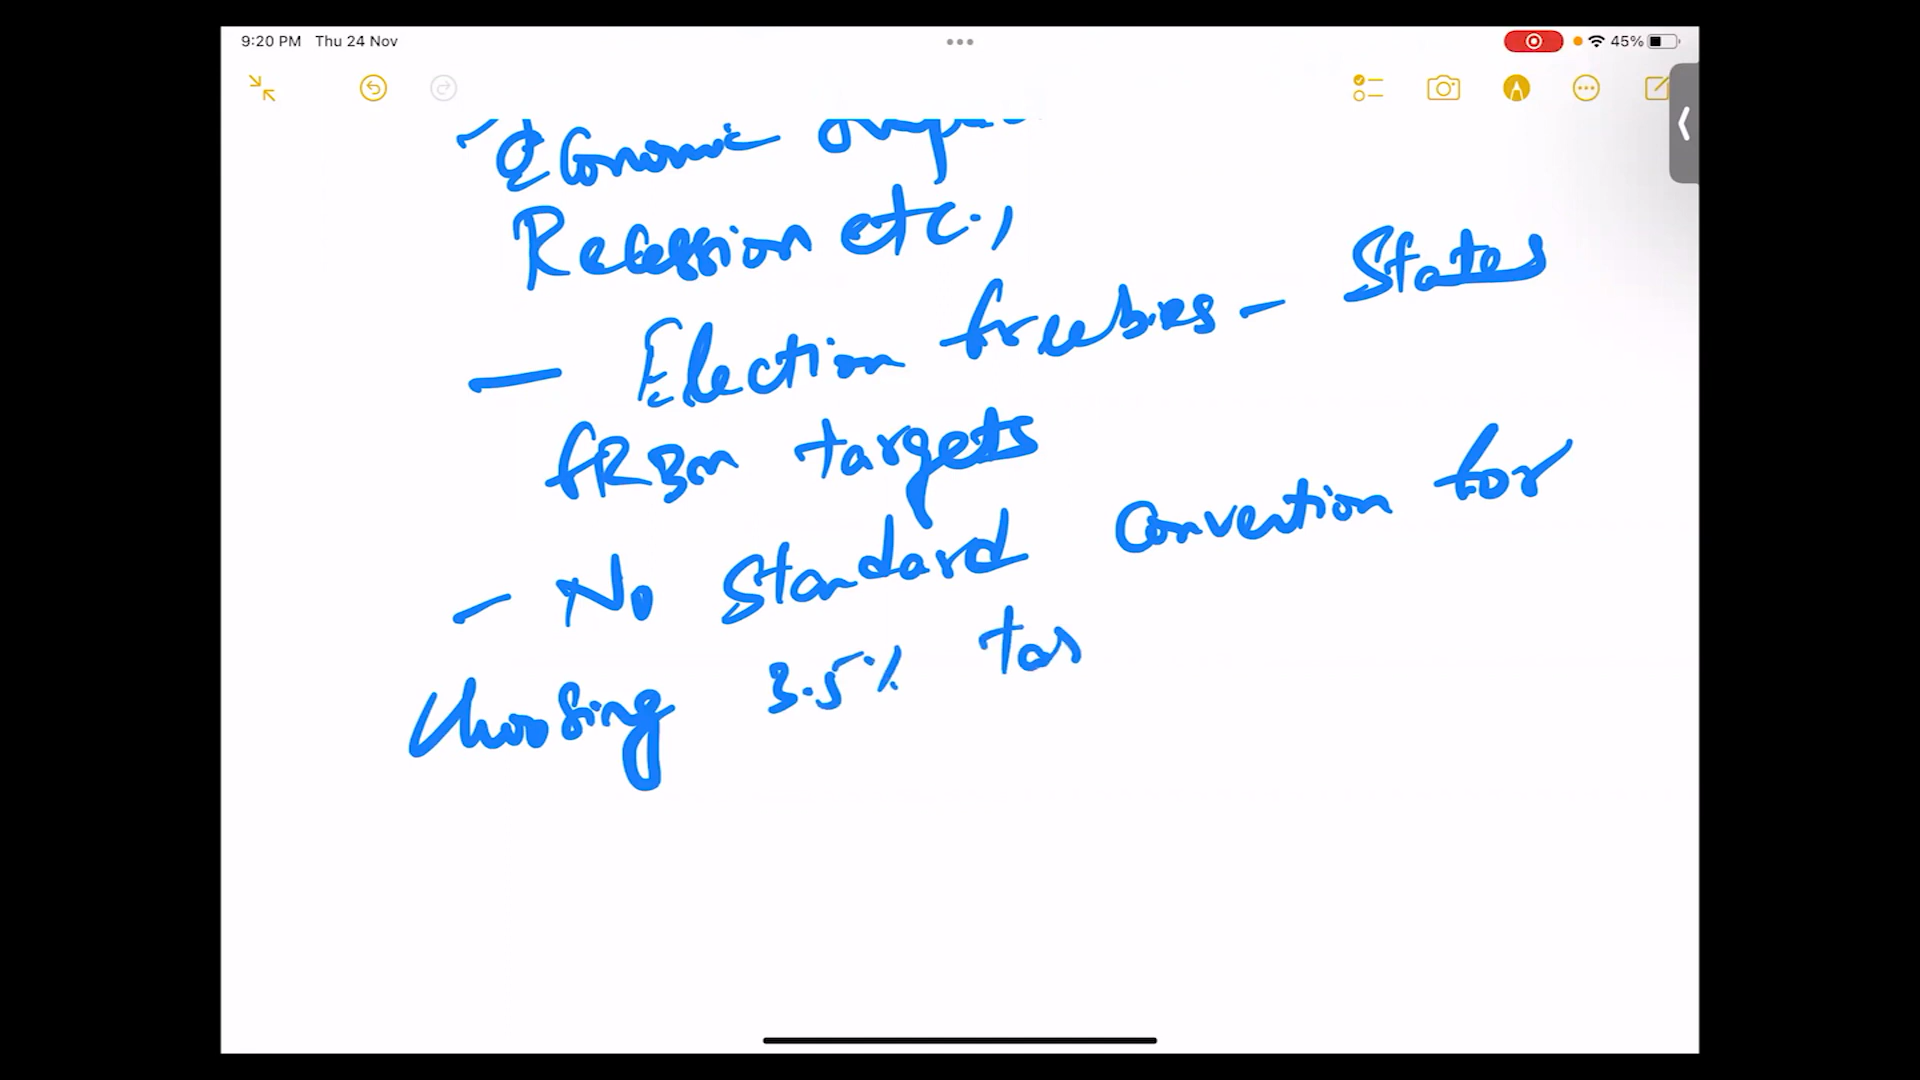 9:20 PM Thu 24 Nov
45%
- Economic
Recession etc.,
— Election freebies - States
FRBM targets
- No Standard Convention for
Choosing 3.5% tar